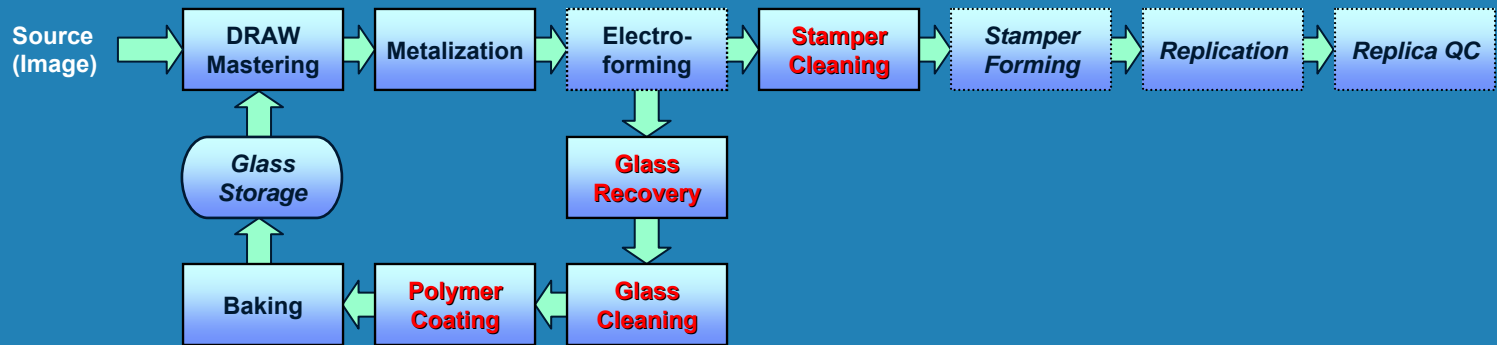 Source
(Image)
DRAW
Mastering
Metalization
Electro-
forming
Stamper
Cleaning
Stamper
Forming
Replication
Replica QC
Glass
Storage
Glass
Recovery
Baking
Polymer
Coating
Glass
Cleaning